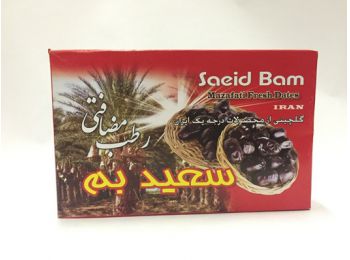 Saeid Bam
Mazafati Fresh Dates
IRAN
گلچینی از محصولات درجه یک ایران
رطب مضافتی
سعید بم